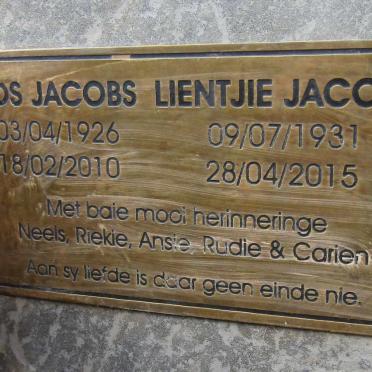 OS JACOBS LIENTJIE JACO
03/04/1926 09/07/1931
18/02/2010 28/04/2015
Met baie mooi herinneringe
Neels, Riekie, Ansie, Rudie & Carien
Aan sy liefde is daar geen einde nie.